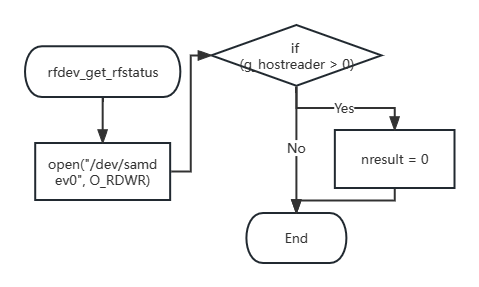 rfdev_get_rfstatus
open("/dev/samd
ev0", O_RDWR)
if
(g_hostreader > 0)
Yes
No
nresult = 0
End